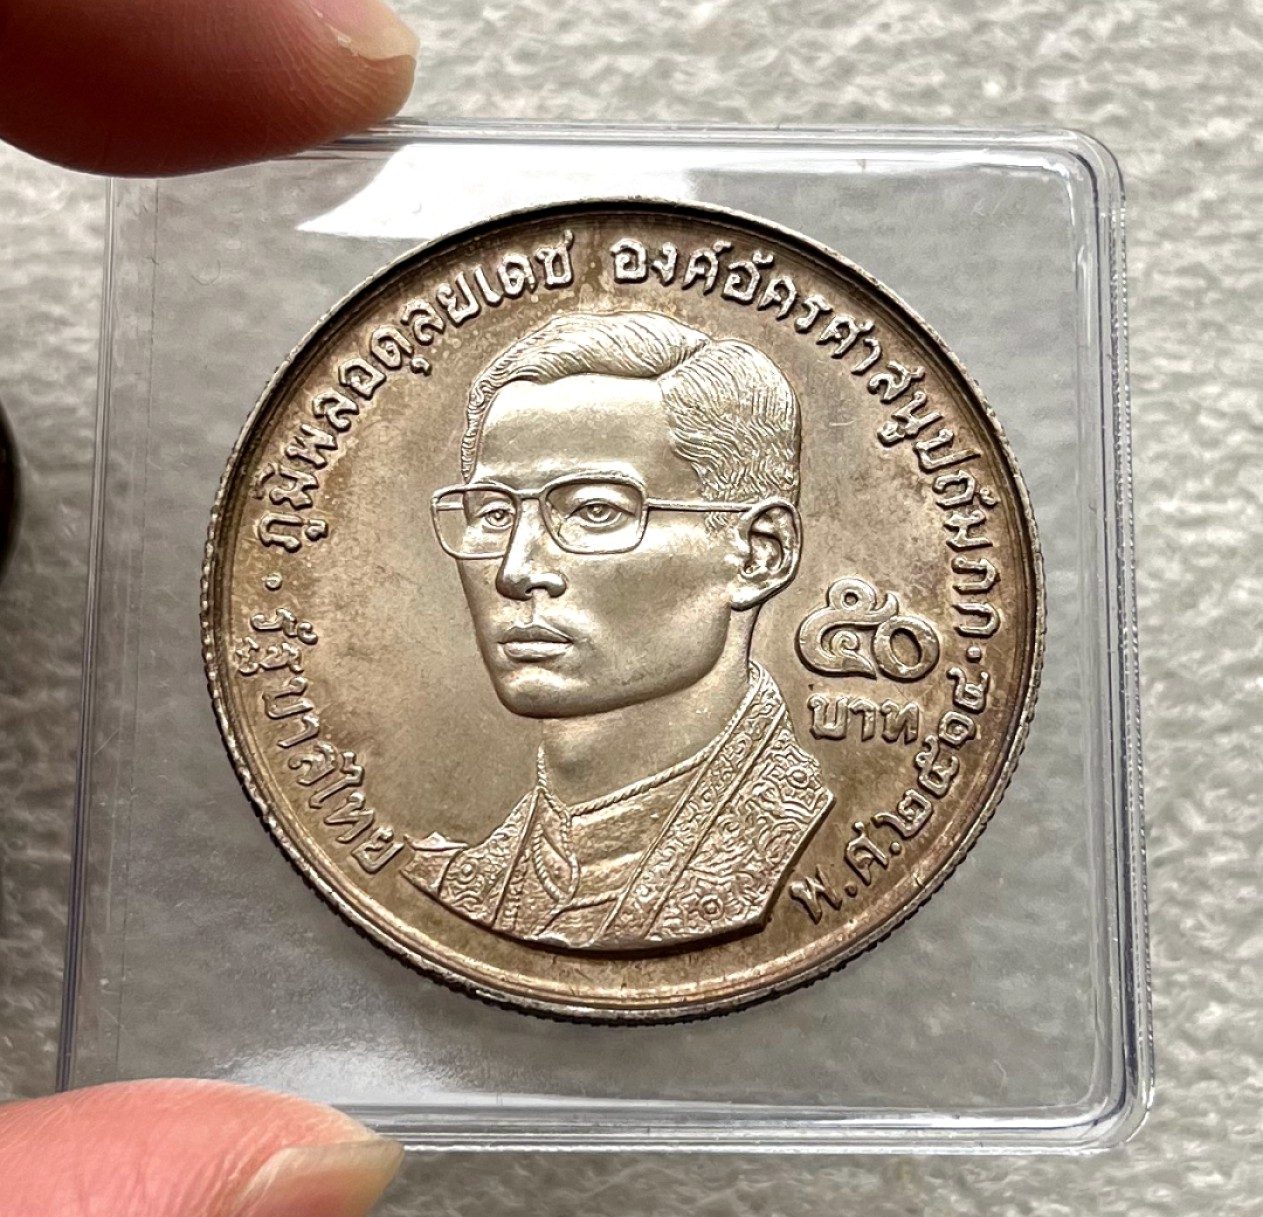 ภูมิพลอดุลยเดช องค์อัครศาสนูปถัมภก
๕๐
บาท
พ.ศ.๒๕๑๔
รัฐบาลไทย